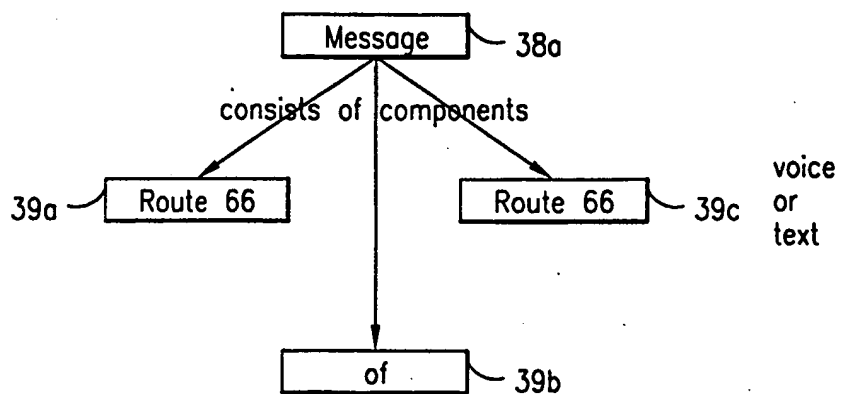 Message 38a
consists of components
39a Route 66 Route 66 39c
voice
or
text
of 39b